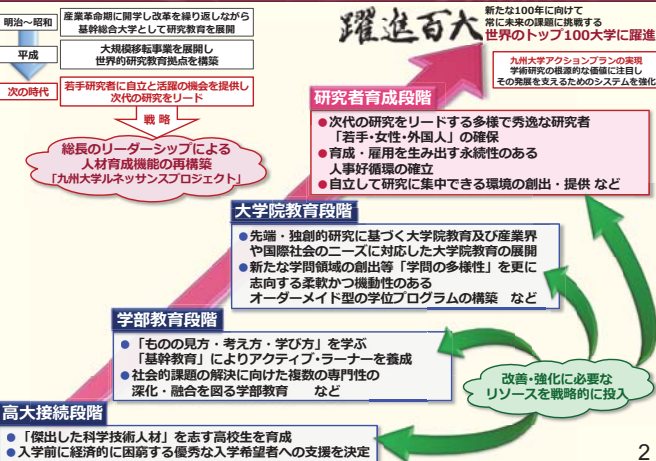 明治～昭和
産業革命期に開学し改革を繰り返しながら
基幹総合大学として研究教育を展開
平成
大規模移転事業を展開し
世界的研究教育拠点を構築
次の時代
若手研究者に自立と活躍の機会を提供し
次代の研究をリード
戦 略
総長のリーダーシップによる
人材育成機能の再構築
「九州大学ルネッサンスプロジェクト」
躍進百大
新たな100年に向けて
常に未来の課題に挑戦する
世界のトップ100大学に躍進
九州大学アクションプランの実現
学術研究の根源的な価値に注目し
その発展を支えるためのシステムを強化
研究者育成段階
●次代の研究をリードする多様で秀逸な研究者
「若手・女性・外国人」の確保
●育成・雇用を生み出す永続性のある
人事好循環の確立
●自立して研究に集中できる環境の創出・提供 など
大学院教育段階
●先端・独創的研究に基づく大学院教育及び産業界
や国際社会のニーズに対応した大学院教育の展開
●新たな学問領域の創出等「学問の多様性」を更に
志向する柔軟かつ機動性のある
オーダーメイド型の学位プログラムの構築 など
学部教育段階
●「ものの見方・考え方・学び方」を学ぶ
「基幹教育」によりアクティブ・ラーナーを養成
●社会的課題の解決に向けた複数の専門性の
深化・融合を図る学部教育 など
改善・強化に必要な
リソースを戦略的に投入
高大接続段階
●「傑出した科学技術人材」を志す高校生を育成
●入学前に経済的に困窮する優秀な入学希望者への支援を決定
2